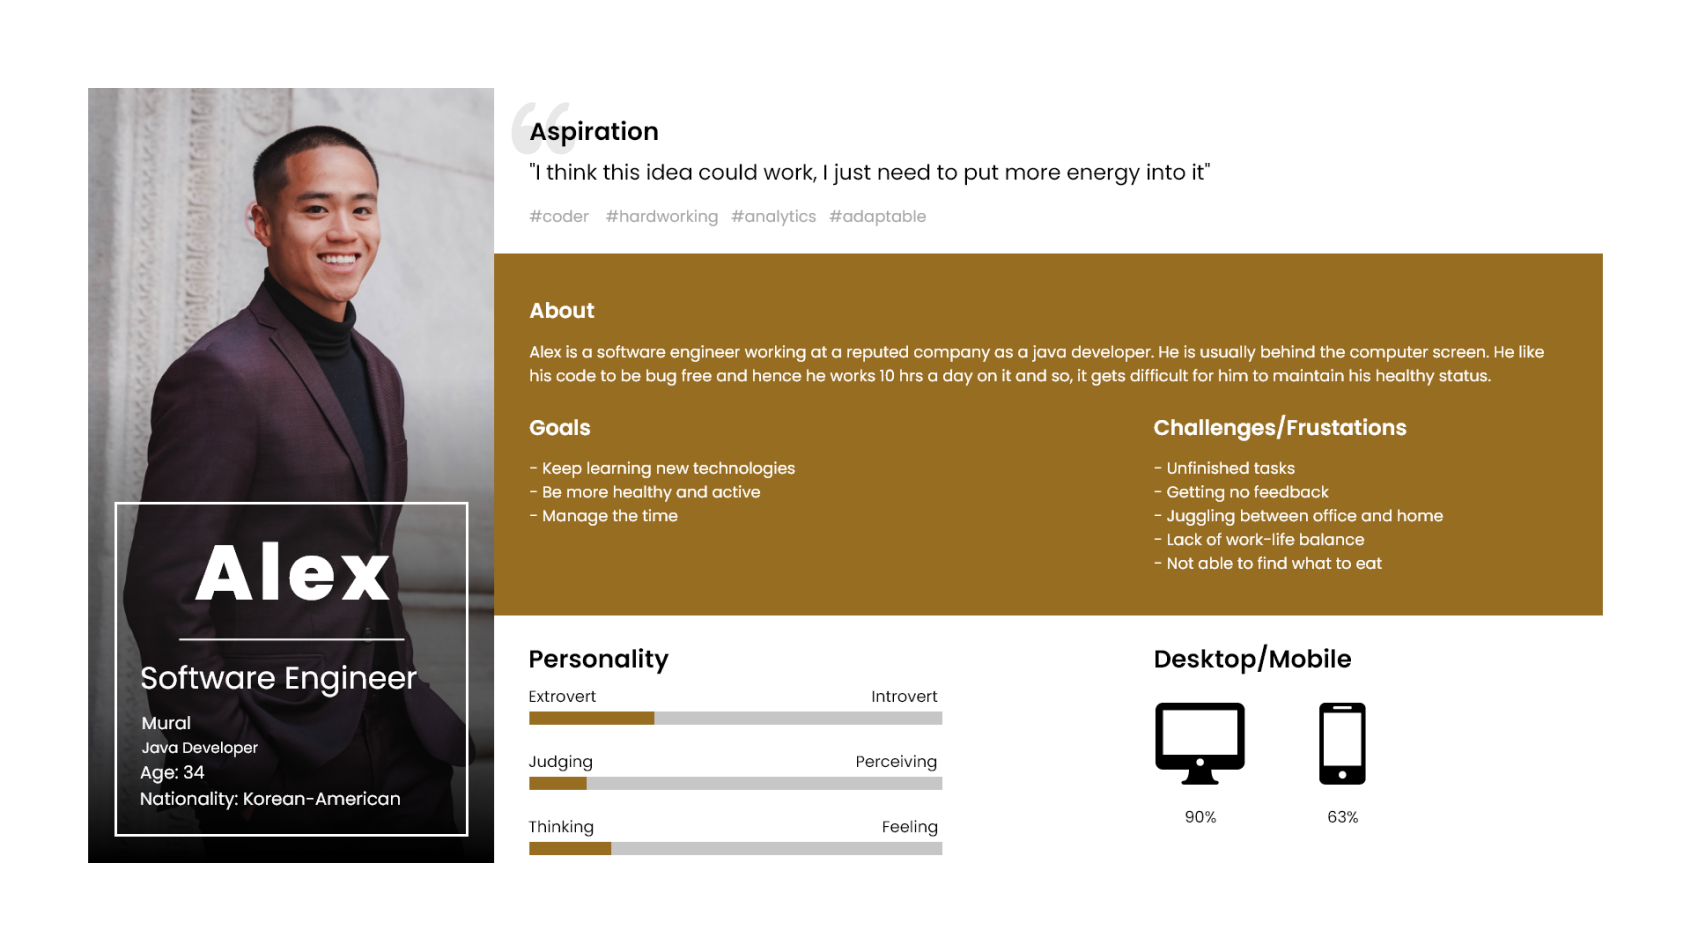 Alex
Software Engineer
Mural
Java Developer
Age: 34
Nationality: Korean-American
“
Aspiration
"I think this idea could work, I just need to put more energy into it"
#coder #hardworking #analytics #adaptable
About
Alex is a software engineer working at a reputed company as a java developer. He is usually behind the computer screen. He like
his code to be bug free and hence he works 10 hrs a day on it and so, it gets difficult for him to maintain his healthy status.
Goals
- Keep learning new technologies
- Be more healthy and active
- Manage the time
Challenges/Frustations
- Unfinished tasks
- Getting no feedback
- Juggling between office and home
- Lack of work-life balance
- Not able to find what to eat
Personality
Extrovert Introvert
Judging Perceiving
Thinking Feeling
Desktop/Mobile
90% 63%